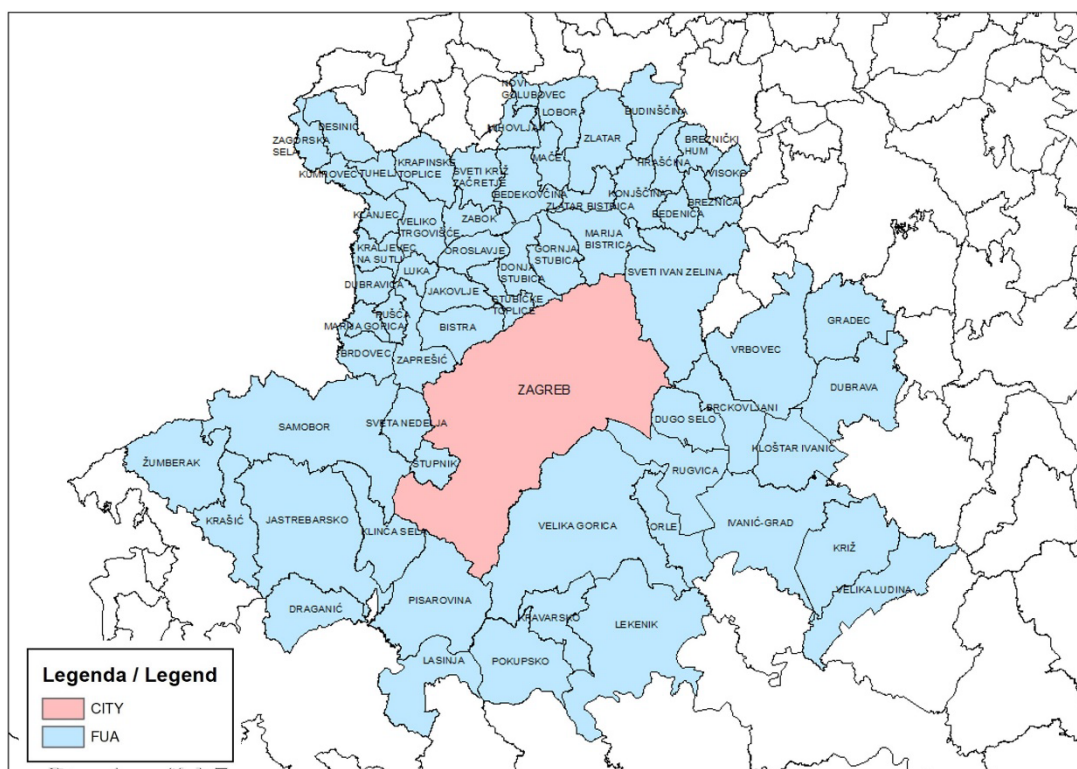 NOVI
GOLUBOVEC
LOBOR
BUDINŠČINA
DESINIĆ
MIHOVLJAN
ZLATAR
ZAGORSKA
SELA
BREZNIČKI
HUM
MAČE
HRAŠĆINA
KRAPINSKE
TOPLICE
SVETI KRIŽ
ZAČRETJE
KUMROVEC
TUHELJ
VISOKO
BEDEKOVČINA
KONJŠČINA
ZLATAR BISTRICA
BREZNICA
BEDENICA
KLANJEC
VELIKO
TRGOVIŠĆE
ZABOK
MARIJA
BISTRICA
KRALJEVEC
NA SUTLI
OROSLAVJE
GORNJA
STUBICA
LUKA
DONJA
STUBICA
SVETI IVAN ZELINA
DUBRAVICA
JAKOVLJE
STUBIČKE
TOPLICE
PUŠĆA
MARIJA GORICA
BISTRA
GRADEC
VRBOVEC
BRDOVEC
ZAPREŠIĆ
ZAGREB
DUBRAVA
BRCKOVLJANI
SVETA NEDELJA
DUGO SELO
SAMOBOR
KLOŠTAR IVANIĆ
ŽUMBERAK
STUPNIK
RUGVICA
KRAŠIĆ
JASTREBARSKO
KLINČA SELA
VELIKA GORICA
ORLE
IVANIĆ-GRAD
KRIŽ
VELIKA LUDINA
DRAGANIĆ
PISAROVINA
KRAVARSKO
LEKENIK
LASINJA
POKUPSKO
Legenda / Legend
CITY
FUA